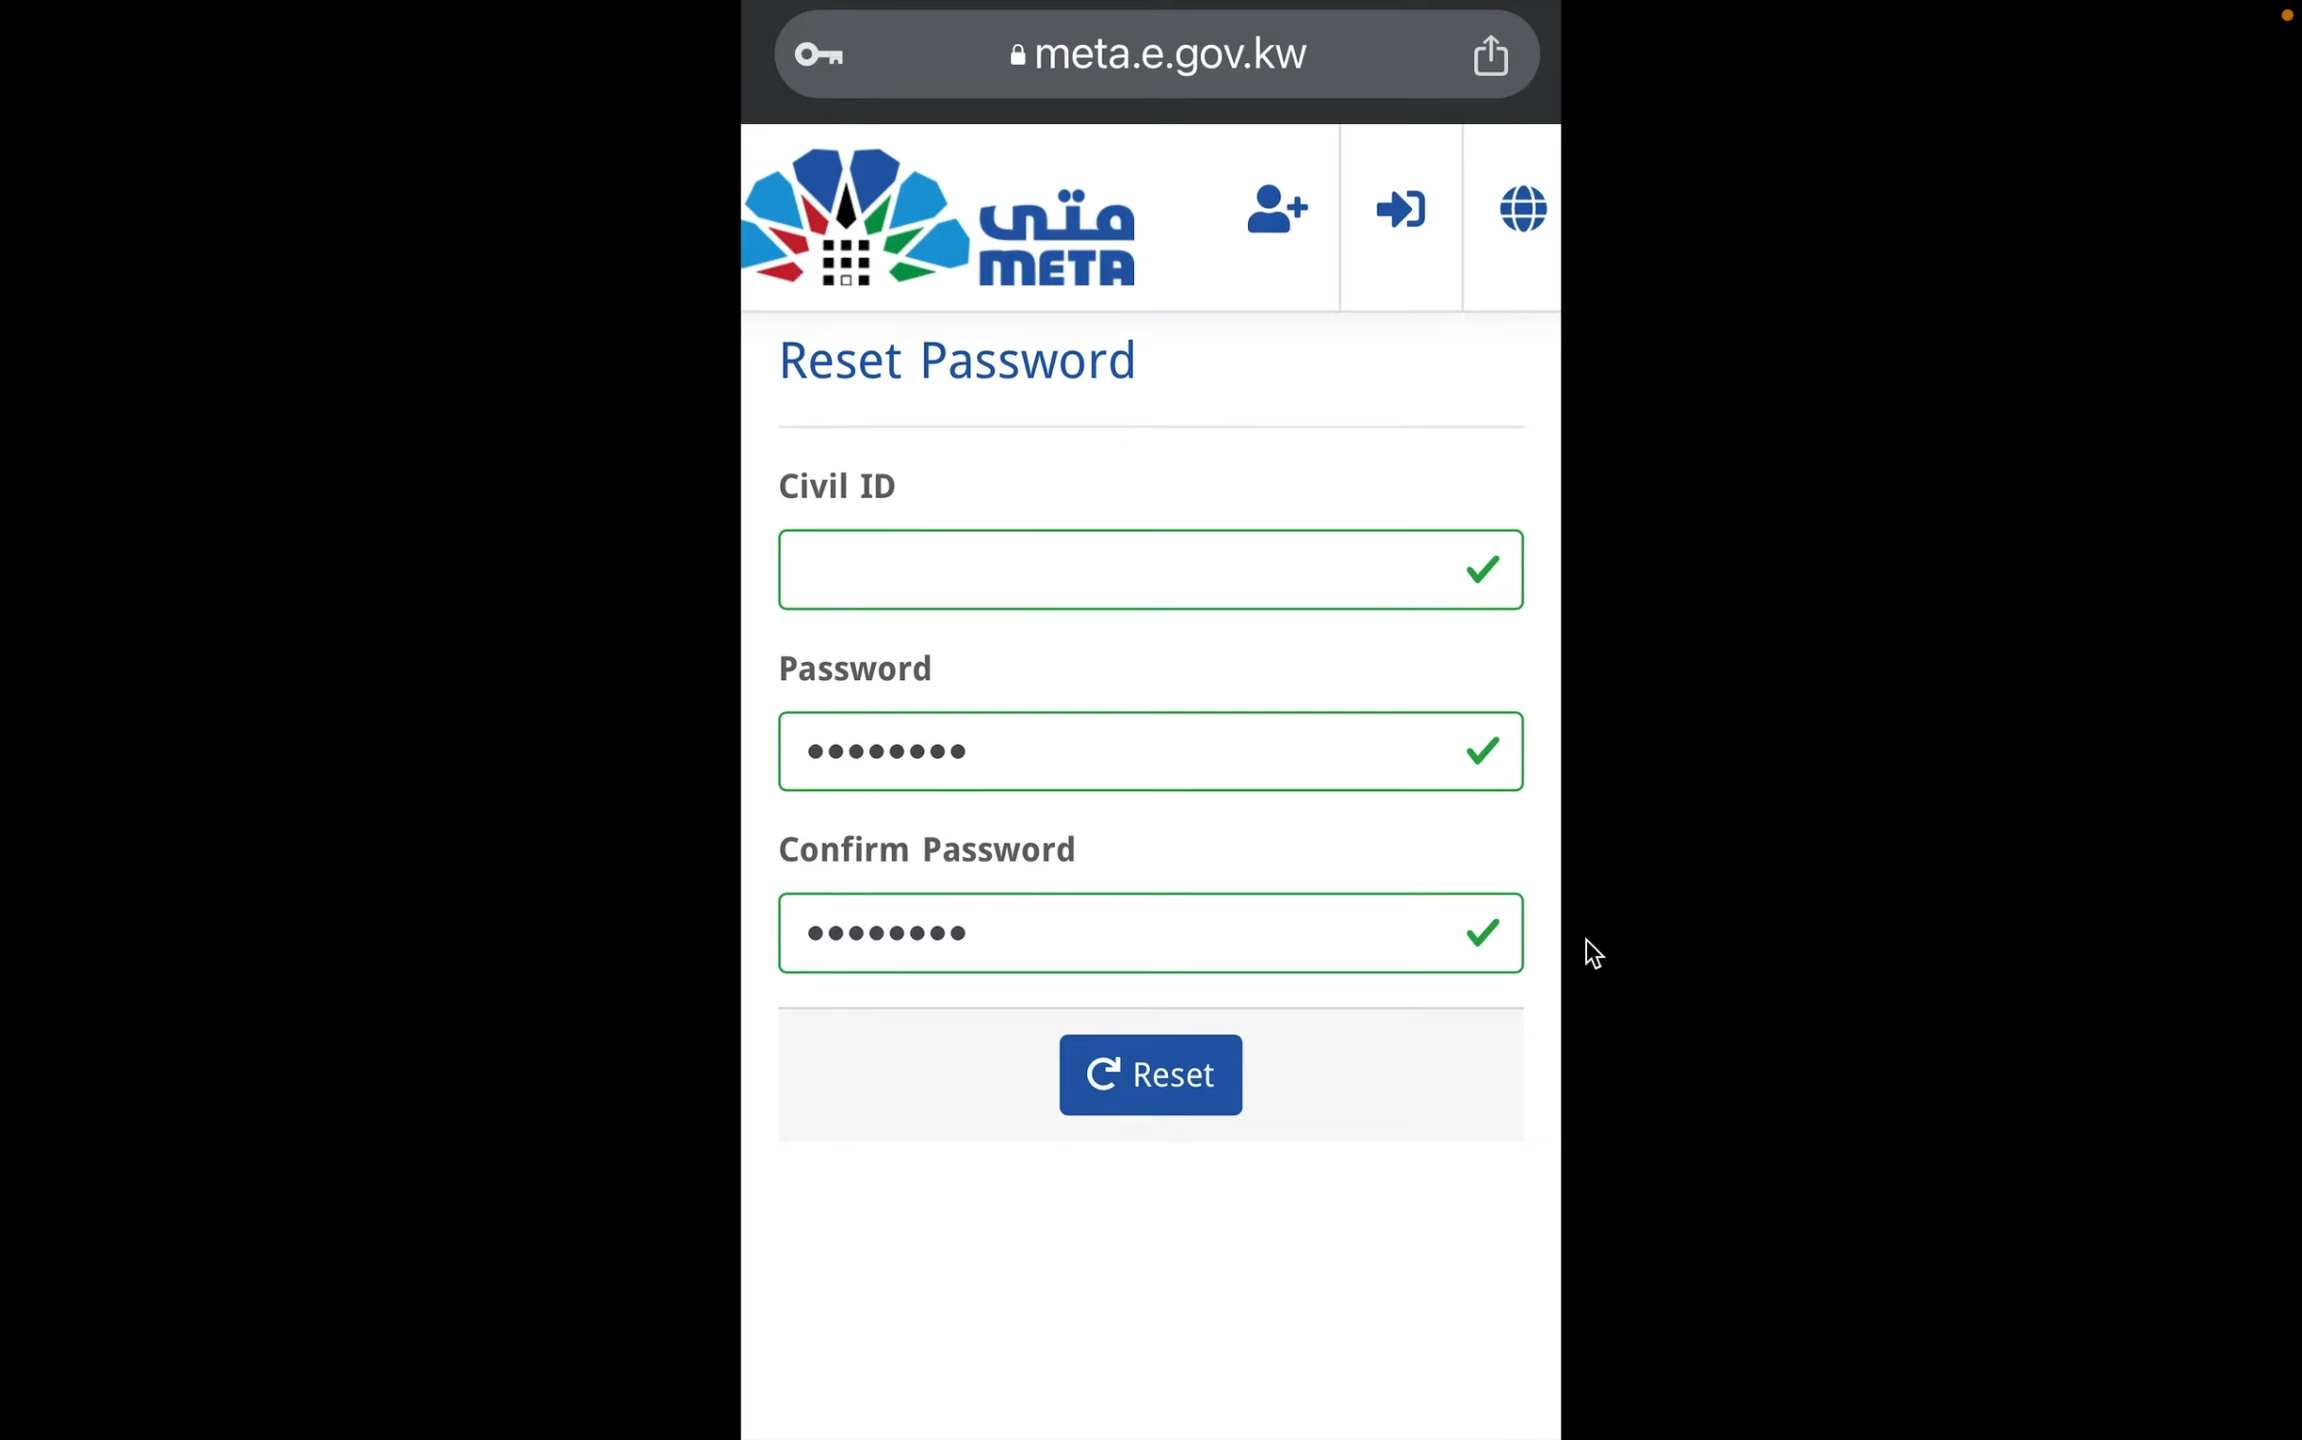 meta.e.gov.kw
متى
META
Reset Password
Civil ID
Password
••••••••
Confirm Password
••••••••
Reset